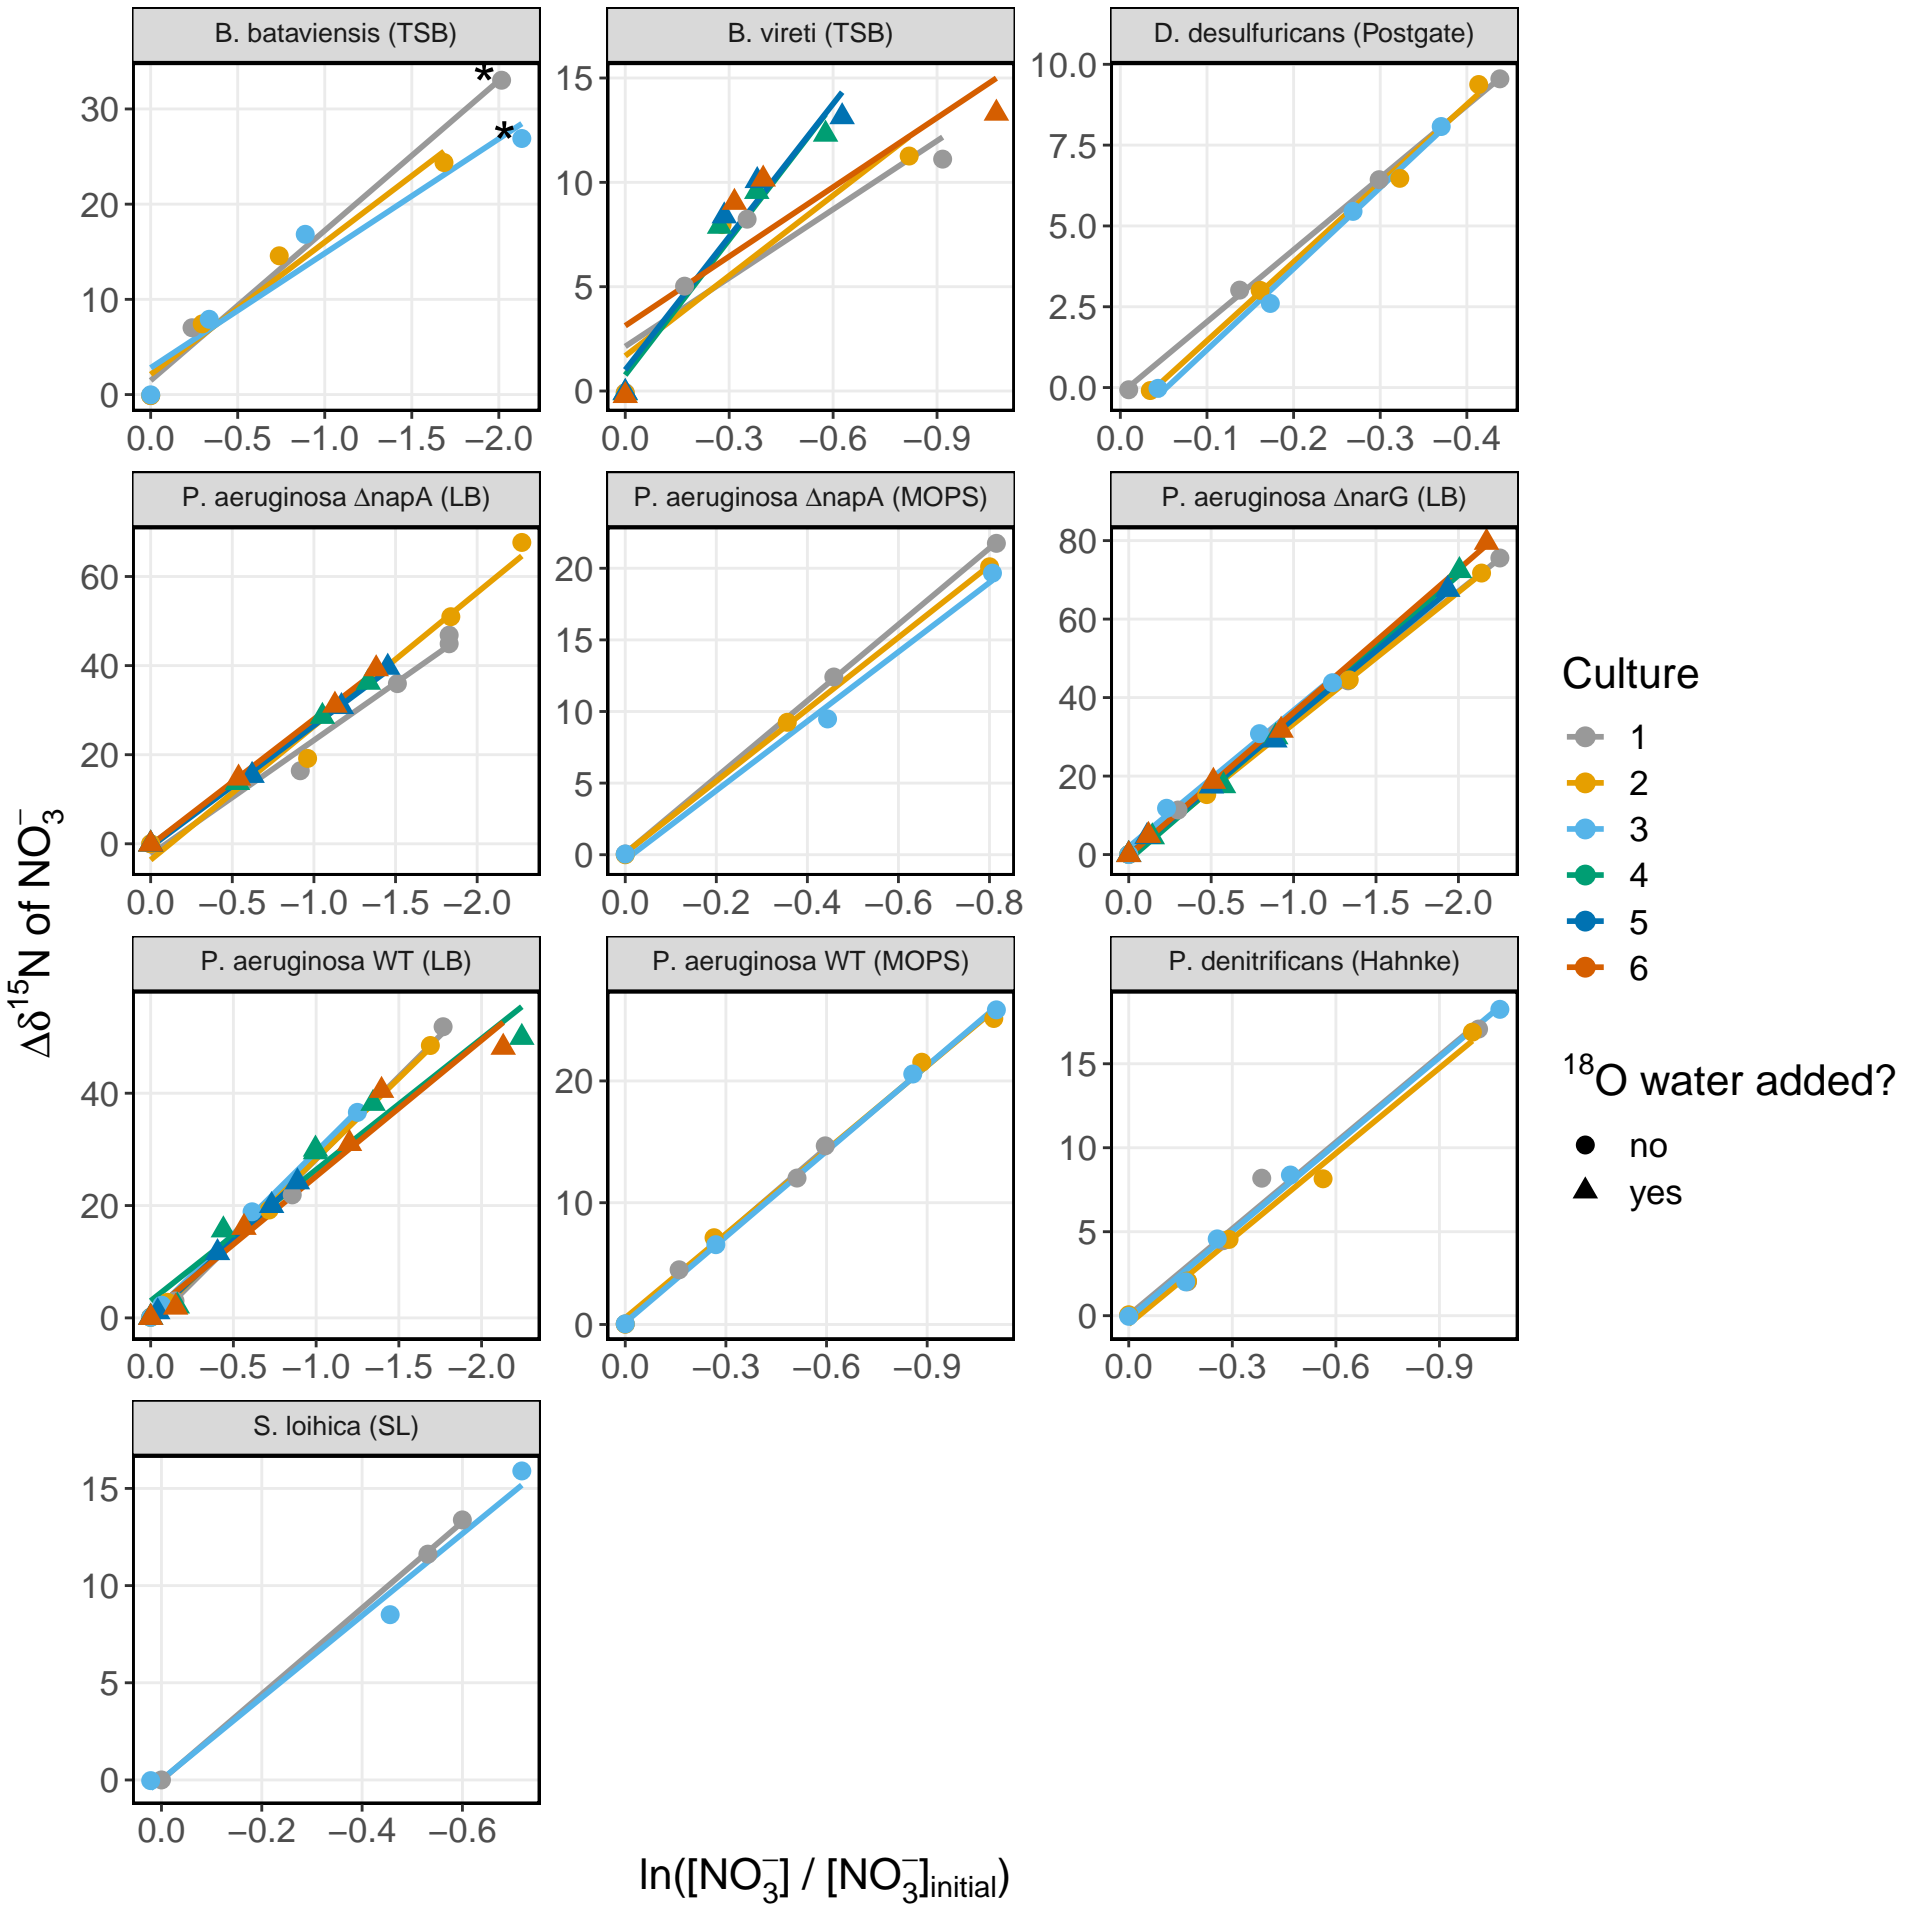 B. bataviensis (TSB) B. vireti (TSB) D. desulfuricans (Postgate)
* *
30 20 10 0
15 10 5 0
10.0 7.5 5.0 2.5 0.0
0.0 −0.5 −1.0 −1.5 −2.0
0.0 −0.3 −0.6 −0.9
0.0 −0.1 −0.2 −0.3 −0.4
P. aeruginosa ΔnapA (LB) P. aeruginosa ΔnapA (MOPS) P. aeruginosa ΔnarG (LB)
60 40 20 0
20 15 10 5 0
80 60 40 20 0
0.0 −0.5 −1.0 −1.5 −2.0
0.0 −0.2 −0.4 −0.6 −0.8
0.0 −0.5 −1.0 −1.5 −2.0
P. aeruginosa WT (LB) P. aeruginosa WT (MOPS) P. denitrificans (Hahnke)
40 20 0
20 10 0
15 10 5 0
0.0 −0.5 −1.0 −1.5 −2.0
0.0 −0.3 −0.6 −0.9
0.0 −0.3 −0.6 −0.9
S. loihica (SL)
15 10 5 0
0.0 −0.2 −0.4 −0.6
Δδ¹⁵N of NO₃⁻
ln([NO₃⁻] / [NO₃⁻]initial)
Culture
1
2
3
4
5
6
¹⁸O water added?
no
yes